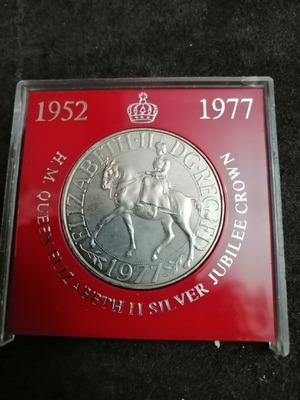 1952 1977
H.M. QUEEN ELIZABETH II SILVER JUBILEE CROWN
ELIZABETH·II D·G·REG F·D
1977